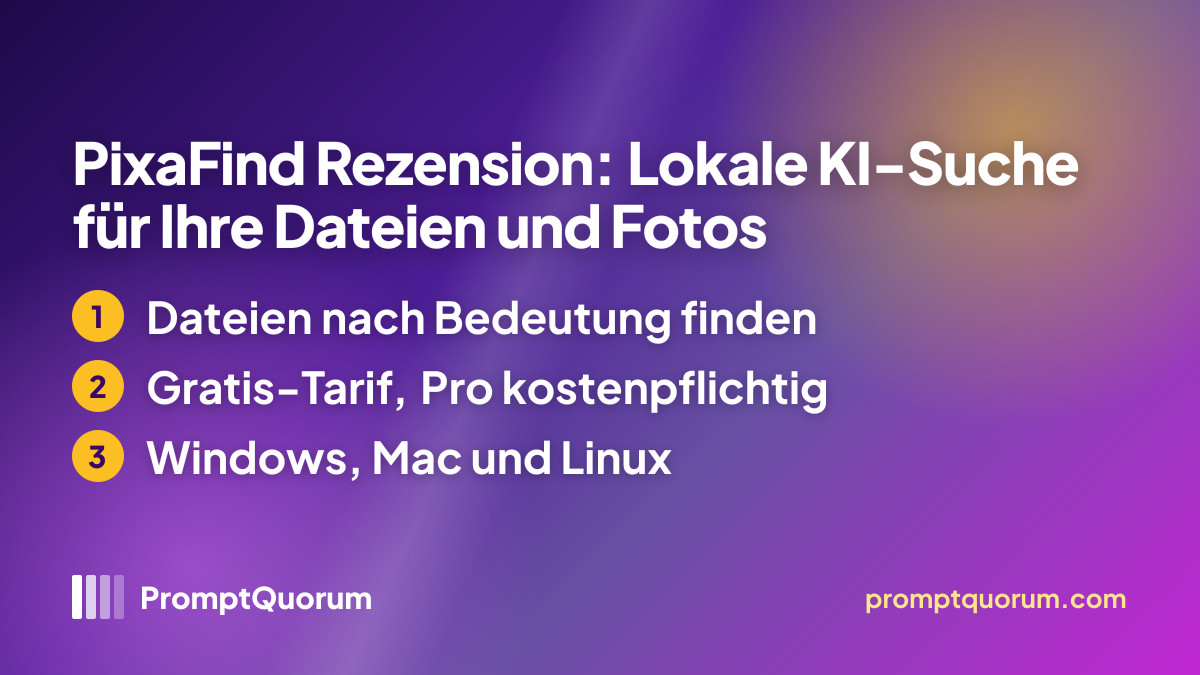 PixaFind Rezension: Lokale KI-Suche
für Ihre Dateien und Fotos
1 Dateien nach Bedeutung finden
2 Gratis-Tarif, Pro kostenpflichtig
3 Windows, Mac und Linux
PromptQuorum
promptquorum.com